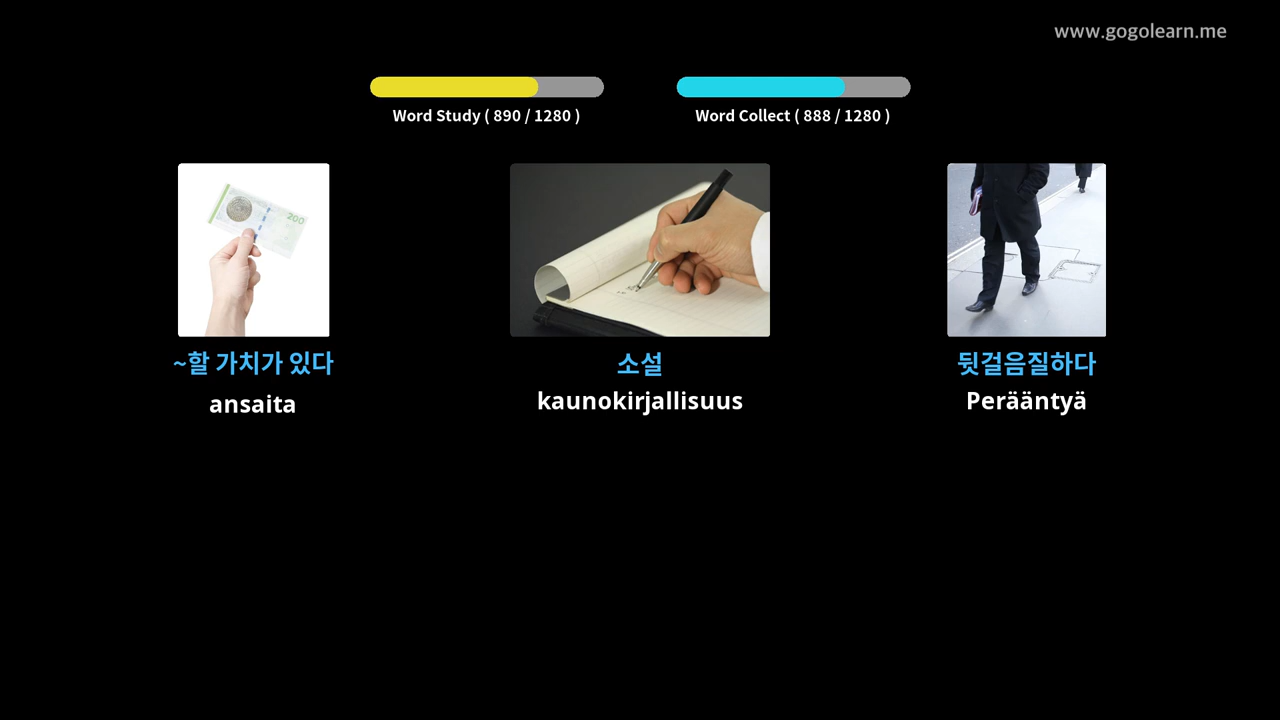 www.gogolearn.me
Word Study ( 890 / 1280 )
Word Collect ( 888 / 1280 )
200
~할 가치가 있다
ansaita
소설
kaunokirjallisuus
뒷걸음질하다
Perääntyä